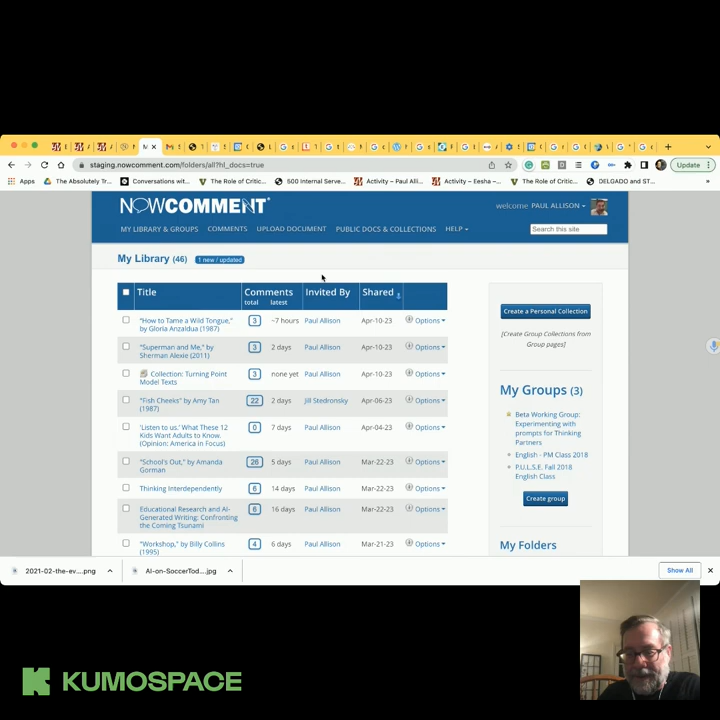 staging.nowcomment.com/folders/all?hl_docs=true
Update
Apps
The Absolutely Tr...
Conversations wit...
The Role of Critic...
500 Internal Serve...
Activity – Paul Alli...
Activity – Eesha –...
The Role of Critic...
DELGADO and ST...
»
NOWCOMMENT®
welcome PAUL ALLISON
MY LIBRARY & GROUPS
COMMENTS
UPLOAD DOCUMENT
PUBLIC DOCS & COLLECTIONS
HELP
Search this site
My Library (46)
1 new / updated
Title
Comments
total latest
Invited By
Shared
"How to Tame a Wild Tongue," by Gloria Anzaldua (1987)
3 ~7 hours Paul Allison Apr-10-23 Options
"Superman and Me," by Sherman Alexie (2011)
3 2 days Paul Allison Apr-10-23 Options
Collection: Turning Point Model Texts
3 none yet Paul Allison Apr-10-23 Options
"Fish Cheeks" by Amy Tan (1987)
22 2 days Jill Stedronsky Apr-06-23 Options
'Listen to us.' What These 12 Kids Want Adults to Know. (Opinion: America in Focus)
0 7 days Paul Allison Apr-04-23 Options
"School's Out," by Amanda Gorman
26 5 days Paul Allison Mar-22-23 Options
Thinking Interdependently
6 14 days Paul Allison Mar-22-23 Options
Educational Research and AI-Generated Writing: Confronting the Coming Tsunami
6 16 days Paul Allison Mar-22-23 Options
"Workshop," by Billy Collins (1995)
4 6 days Paul Allison Mar-21-23 Options
Create a Personal Collection
[Create Group Collections from
Group pages]
My Groups (3)
Beta Working Group:
Experimenting with
prompts for Thinking
Partners
English - PM Class 2018
P.U.L.S.E. Fall 2018
English Class
Create group
My Folders
2021-02-the-ev....png
AI-on-SoccerTod....jpg
Show All
KUMOSPACE